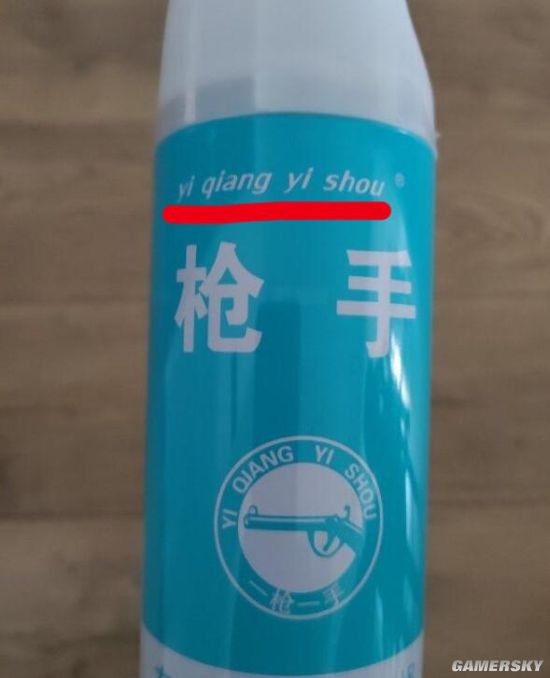 yi qiang yi shou ®
枪手
YI QIANG YI SHOU
一枪一手
GAMERSKY